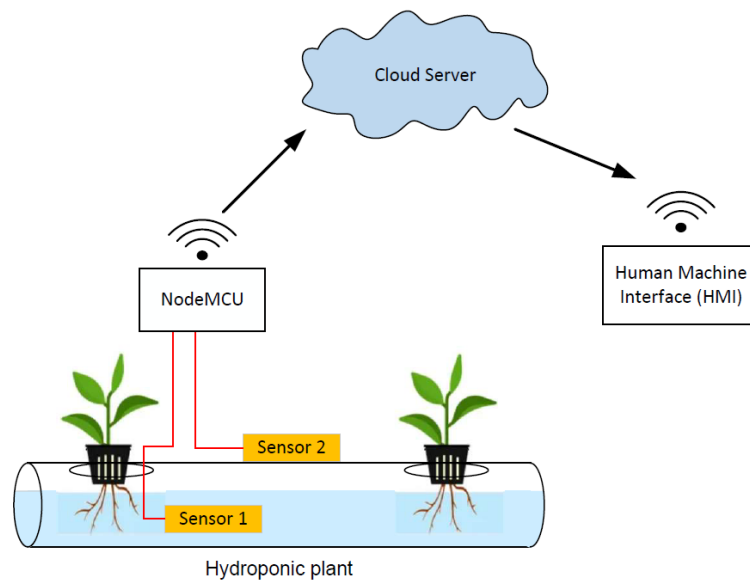 Cloud Server
NodeMCU
Human Machine
Interface (HMI)
Sensor 2
Sensor 1
Hydroponic plant